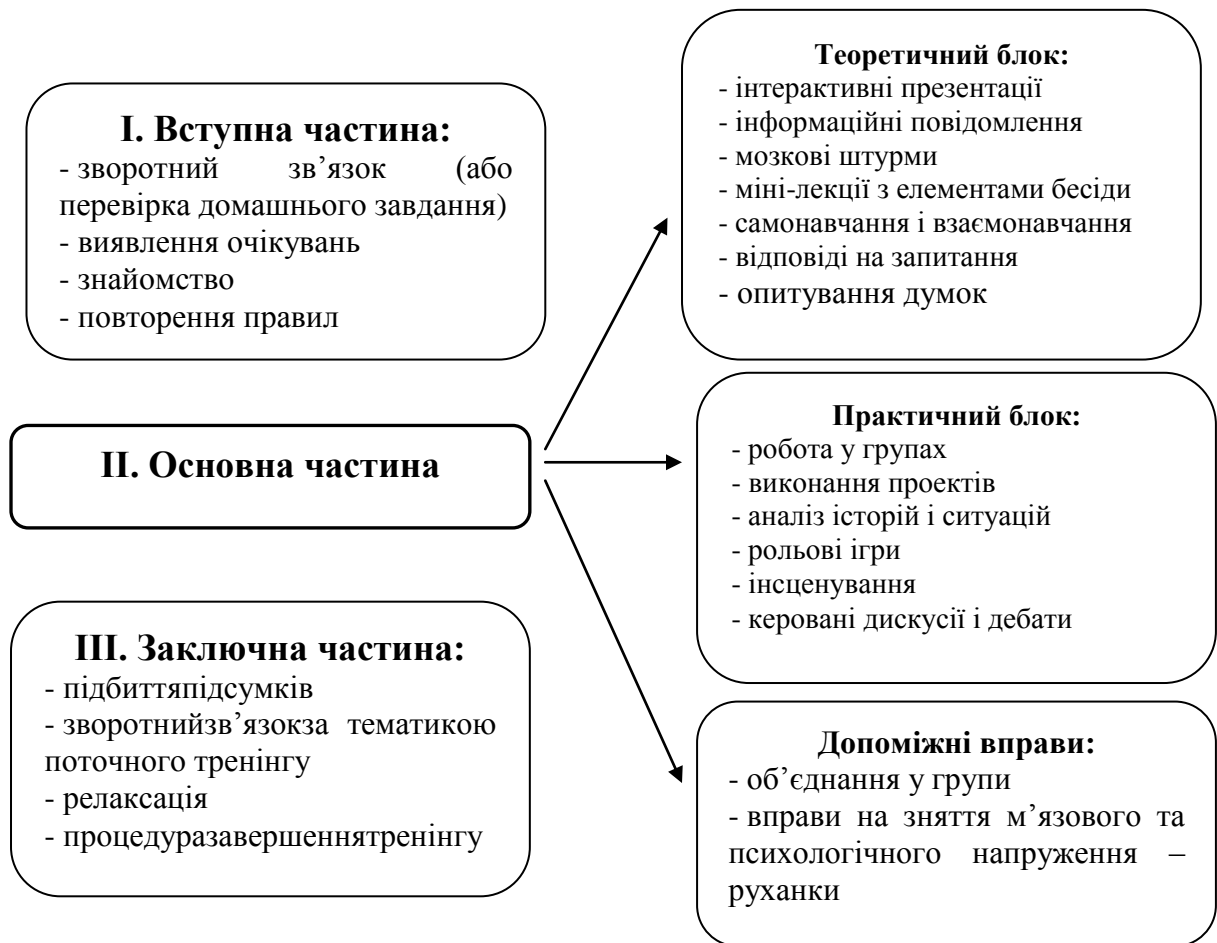 І. Вступна частина:
- зворотний зв’язок (або
перевірка домашнього завдання)
- виявлення очікувань
- знайомство
- повторення правил
ІІ. Основна частина
ІІІ. Заключна частина:
- підбиттяпідсумків
- зворотнийзв’язокза тематикою
поточного тренінгу
- релаксація
- процедуразавершеннятренінгу
Теоретичний блок:
- інтерактивні презентації
- інформаційні повідомлення
- мозкові штурми
- міні-лекції з елементами бесіди
- самонавчання і взаємонавчання
- відповіді на запитання
- опитування думок
Практичний блок:
- робота у групах
- виконання проектів
- аналіз історій і ситуацій
- рольові ігри
- інсценування
- керовані дискусії і дебати
Допоміжні вправи:
- об’єднання у групи
- вправи на зняття м’язового та
психологічного напруження –
руханки